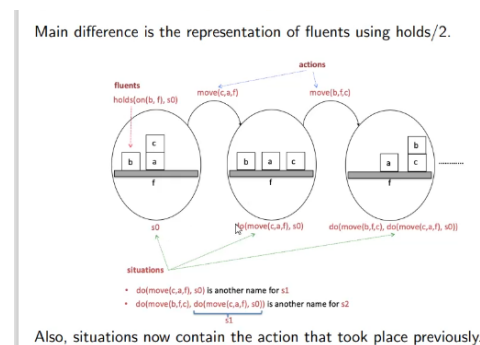 Main difference is the representation of fluents using holds/2.
actions
fluents
holds(on(b, f), s0)
move(c,a,f)
move(b,f,c)
c
b a
f
b a c
f
b
a c
f
s0
do(move(c,a,f), s0)
do(move(b,f,c), do(move(c,a,f), s0))
situations
• do(move(c,a,f), s0) is another name for s1
• do(move(b,f,c), do(move(c,a,f), s0)) is another name for s2
s1
Also, situations now contain the action that took place previously.